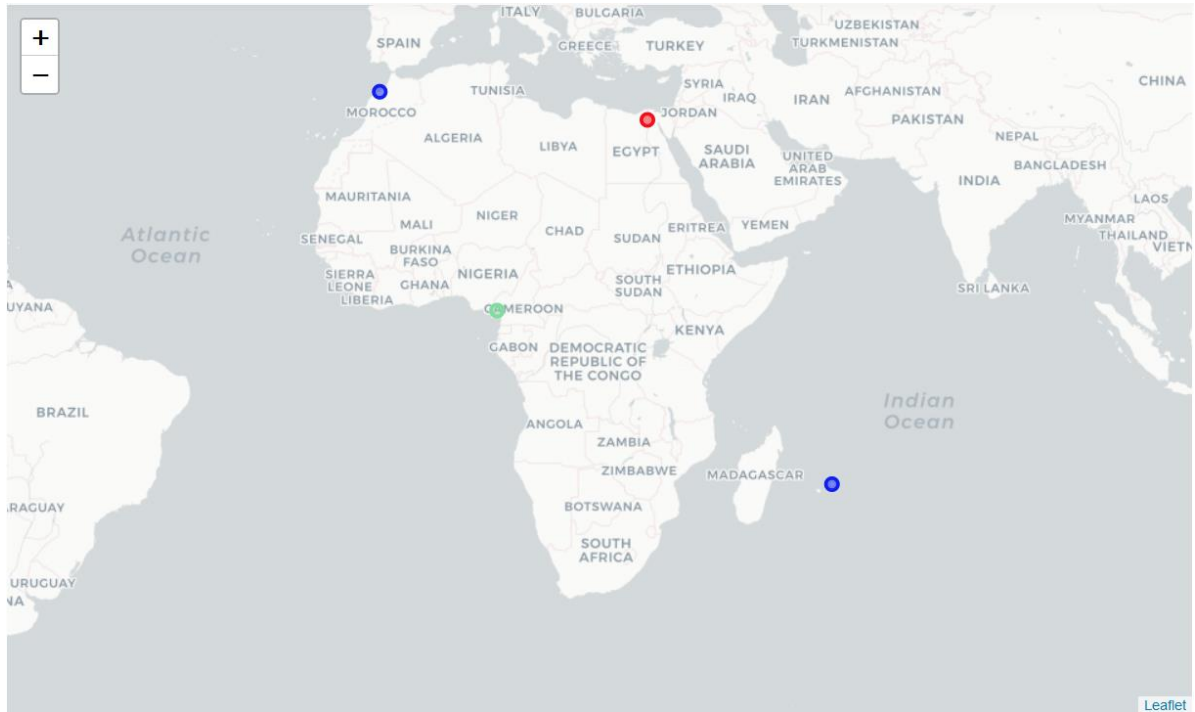 +
−
ITALY
BULGARIA
UZBEKISTAN
SPAIN
GREECE
TURKEY
TURKMENISTAN
CHINA
SYRIA
TUNISIA
IRAQ
IRAN
AFGHANISTAN
MOROCCO
JORDAN
PAKISTAN
ALGERIA
LIBYA
EGYPT
NEPAL
SAUDI
ARABIA
UNITED
ARAB
EMIRATES
BANGLADESH
INDIA
MAURITANIA
LAOS
NIGER
MALI
MYANMAR
ERITREA
YEMEN
CHAD
SENEGAL
SUDAN
THAILAND
Atlantic
Ocean
BURKINA
FASO
VIETN
SIERRA
LEONE
NIGERIA
ETHIOPIA
GHANA
SOUTH
SUDAN
SRI LANKA
LIBERIA
A
UYANA
CAMEROON
KENYA
GABON
DEMOCRATIC
REPUBLIC OF
THE CONGO
BRAZIL
Indian
Ocean
ANGOLA
ZAMBIA
ZIMBABWE
MADAGASCAR
BOTSWANA
ARAGUAY
SOUTH
AFRICA
URUGUAY
NA
Leaflet